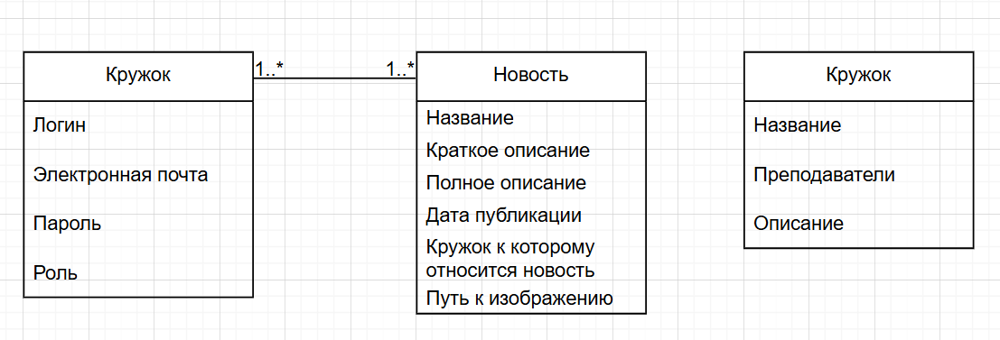 Кружок
1..*
1..*
Логин
Электронная почта
Пароль
Роль
Новость
Название
Краткое описание
Полное описание
Дата публикации
Кружок к которому
относится новость
Путь к изображению
Кружок
Название
Преподаватели
Описание